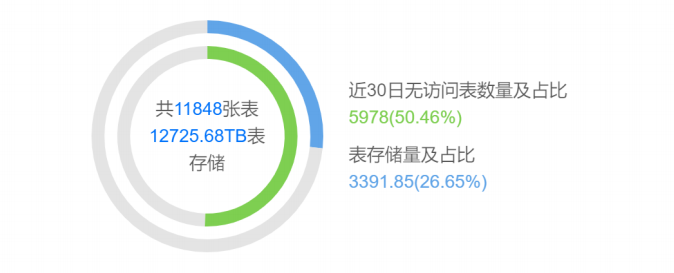 共11848张表
12725.68TB表
存储
近30日无访问表数量及占比
5978(50.46%)
表存储量及占比
3391.85(26.65%)